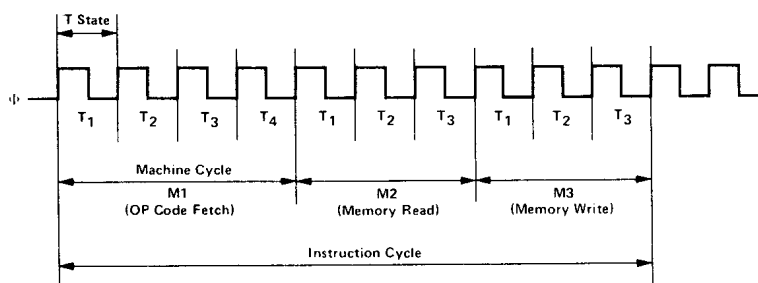 T State
Φ
T1 T2 T3 T4 T1 T2 T3 T1 T2 T3
Machine Cycle
M1 M2 M3
(OP Code Fetch) (Memory Read) (Memory Write)
Instruction Cycle